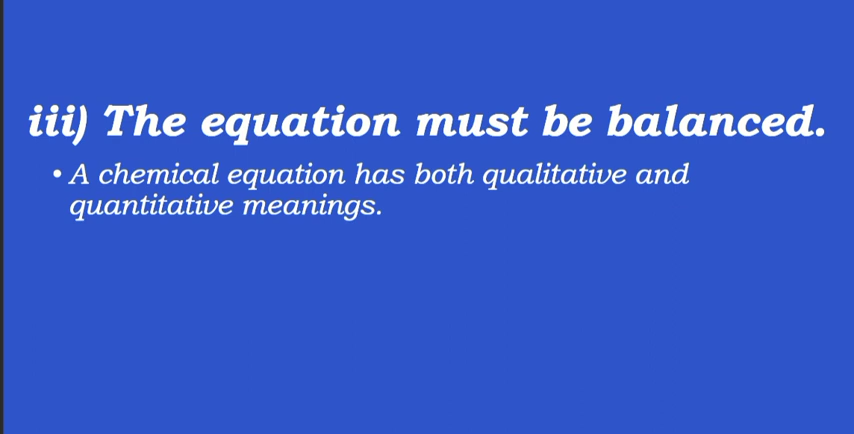 iii) The equation must be balanced.
• A chemical equation has both qualitative and
quantitative meanings.